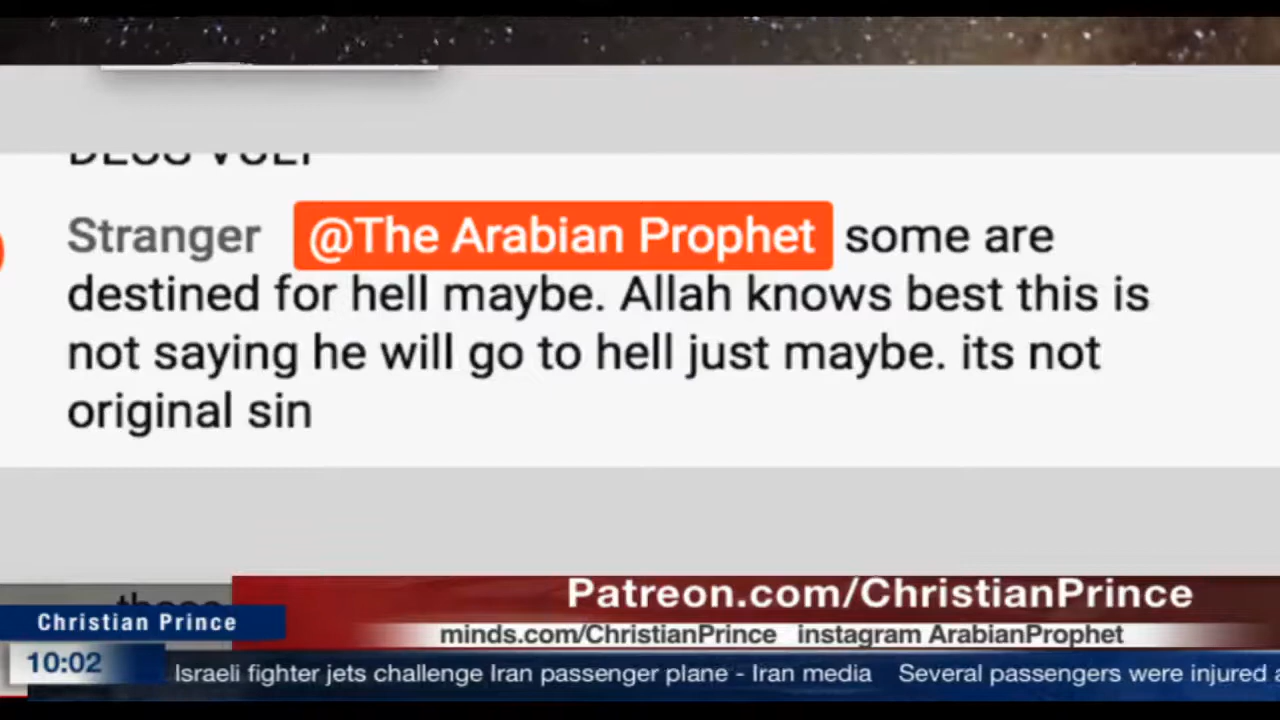 DEUS VULT
Stranger @The Arabian Prophet some are
destined for hell maybe. Allah knows best this is
not saying he will go to hell just maybe. its not
original sin
Patreon.com/ChristianPrince
Christian Prince
minds.com/ChristianPrince instagram ArabianProphet
10:02
Israeli fighter jets challenge Iran passenger plane - Iran media Several passengers were injured